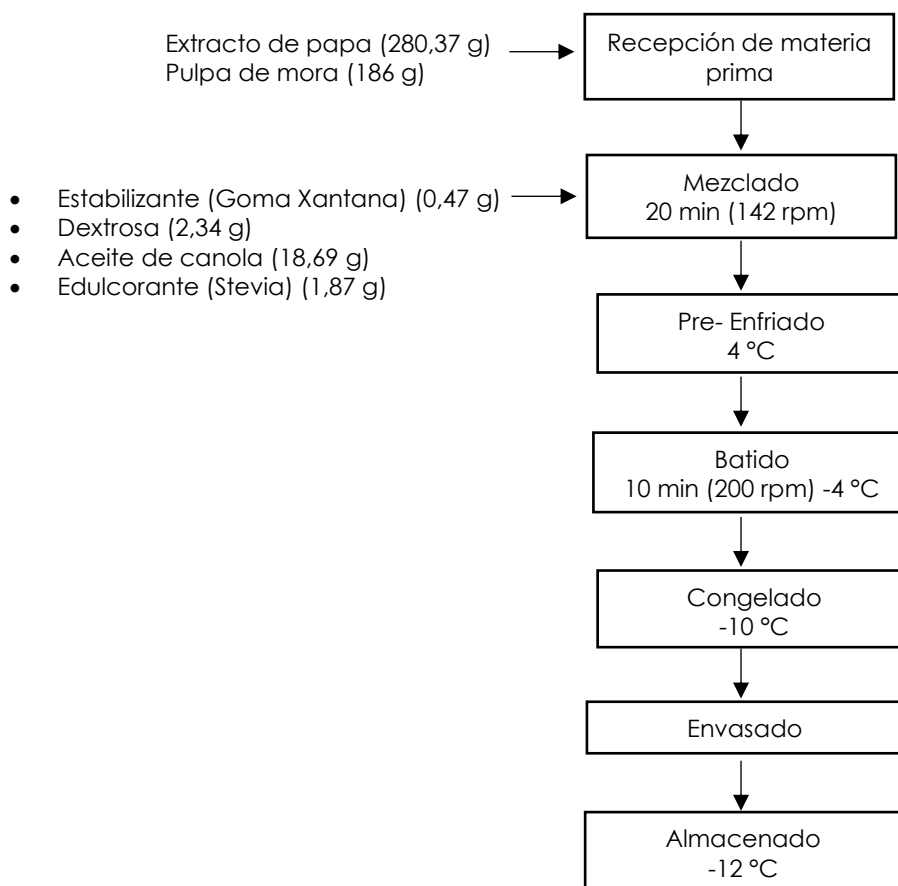 Extracto de papa (280,37 g)
Pulpa de mora (186 g)
Recepción de materia
prima
• Estabilizante (Goma Xantana) (0,47 g)
• Dextrosa (2,34 g)
• Aceite de canola (18,69 g)
• Edulcorante (Stevia) (1,87 g)
Mezclado
20 min (142 rpm)
Pre- Enfriado
4 °C
Batido
10 min (200 rpm) -4 °C
Congelado
-10 °C
Envasado
Almacenado
-12 °C